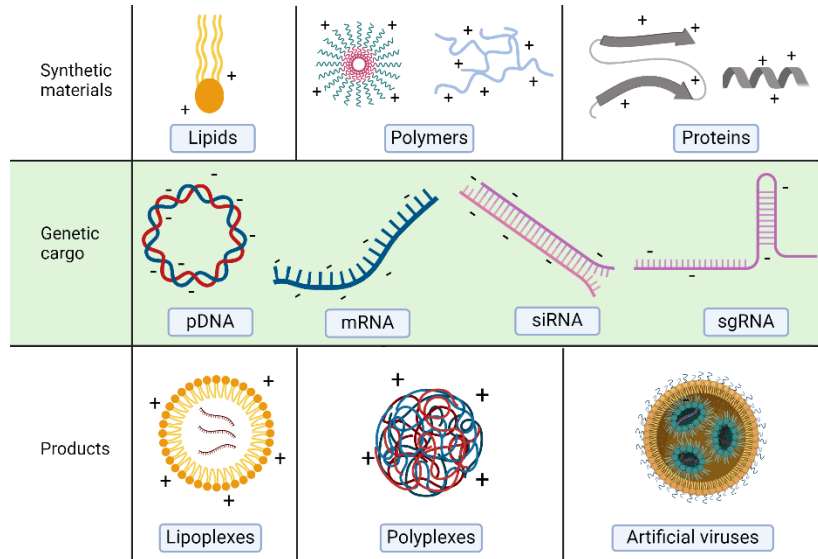 Synthetic
materials
Lipids
Polymers
Proteins
Genetic
cargo
pDNA
mRNA
siRNA
sgRNA
Products
Lipoplexes
Polyplexes
Artificial viruses